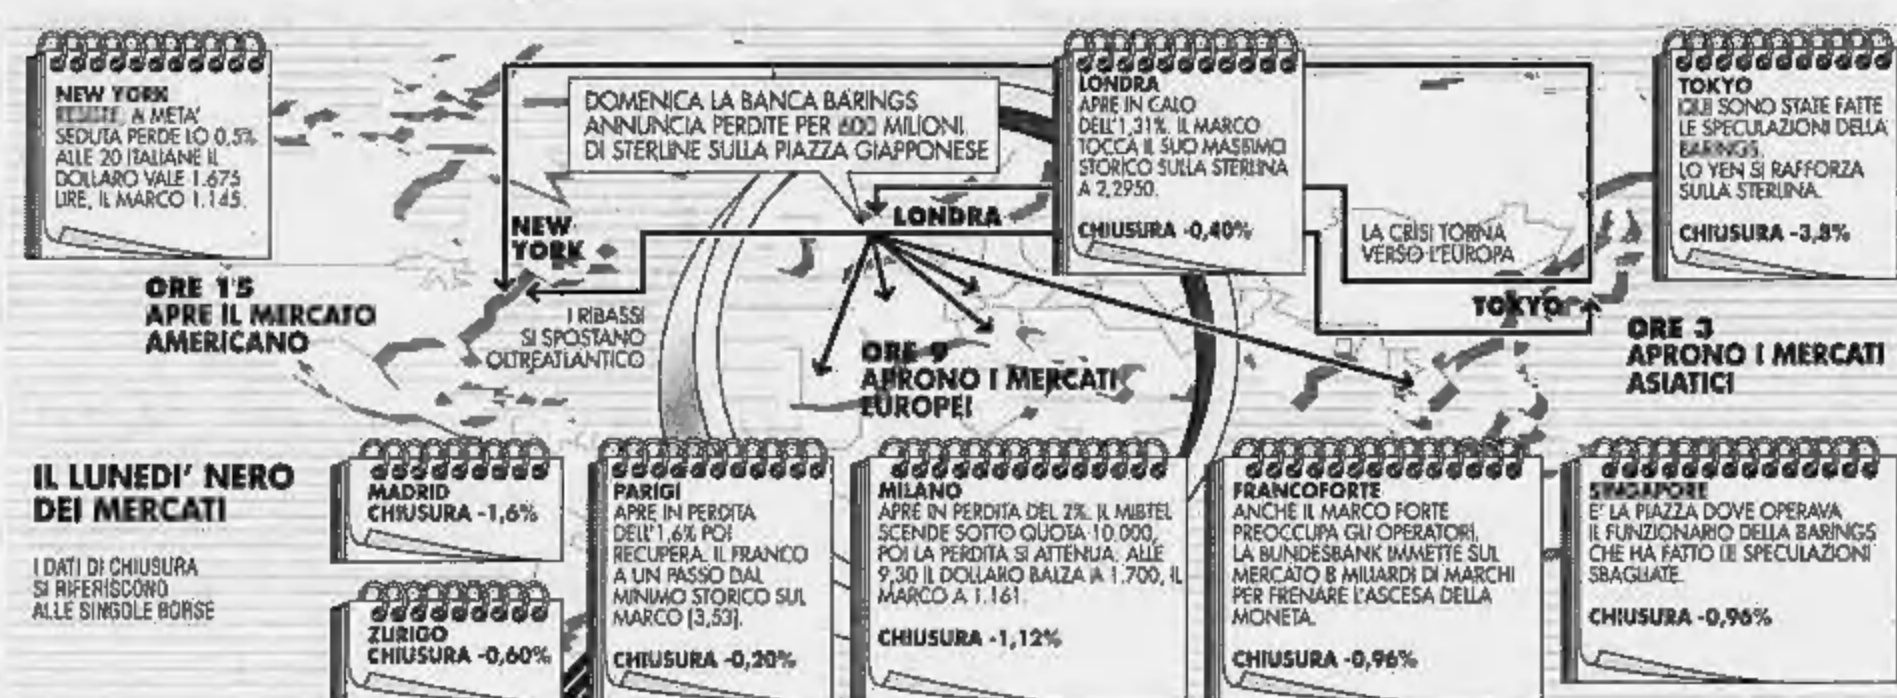 NEW YORK
RESISTE. A META'
SEDUTA PERDE LO 0,5%
ALLE 20 ITALIANE IL
DOLLARO VALE 1.675
LIRE, IL MARCO 1.145.
ORE 15
APRE IL MERCATO
AMERICANO
DOMENICA LA BANCA BARINGS
ANNUNCIA PERDITE PER 600 MILIONI
DI STERLINE SULLA PIAZZA GIAPPONESE
NEW
YORK
I RIBASSI
SI SPOSTANO
OLTREATLANTICO
LONDRA
ORE 9
APRONO I MERCATI
EUROPEI
LONDRA
APRE IN CALO
DELL'1,31%. IL MARCO
TOCCA IL SUO MASSIMO
STORICO SULLA STERLINA
A 2,2950.
CHIUSURA -0,40%
LA CRISI TORNA
VERSO L'EUROPA
TOKYO
TOKYO
QUI SONO STATE FATTE
LE SPECULAZIONI DELLA
BARINGS.
LO YEN SI RAFFORZA
SULLA STERLINA.
CHIUSURA -3,8%
ORE 3
APRONO I MERCATI
ASIATICI
IL LUNEDI' NERO
DEI MERCATI
I DATI DI CHIUSURA
SI RIFERISCONO
ALLE SINGOLE BORSE
MADRID
CHIUSURA -1,6%
ZURIGO
CHIUSURA -0,60%
PARIGI
APRE IN PERDITA
DELL'1,6% POI
RECUPERA. IL FRANCO
A UN PASSO DAL
MINIMO STORICO SUL
MARCO (3,53).
CHIUSURA -0,20%
MILANO
APRE IN PERDITA DEL 2%. IL MIBTEL
SCENDE SOTTO QUOTA 10.000,
POI LA PERDITA SI ATTENUA. ALLE
9,30 IL DOLLARO BALZA A 1.700, IL
MARCO A 1.161.
CHIUSURA -1,12%
FRANCOFORTE
ANCHE IL MARCO FORTE
PREOCCUPA GLI OPERATORI.
LA BUNDESBANK IMMETTE SUL
MERCATO 8 MILIARDI DI MARCHI
PER FRENARE L'ASCESA DELLA
MONETA.
CHIUSURA -0,96%
SINGAPORE
E' LA PIAZZA DOVE OPERAVA
IL FUNZIONARIO DELLA BARINGS
CHE HA FATTO LE SPECULAZIONI
SBAGLIATE.
CHIUSURA -0,96%